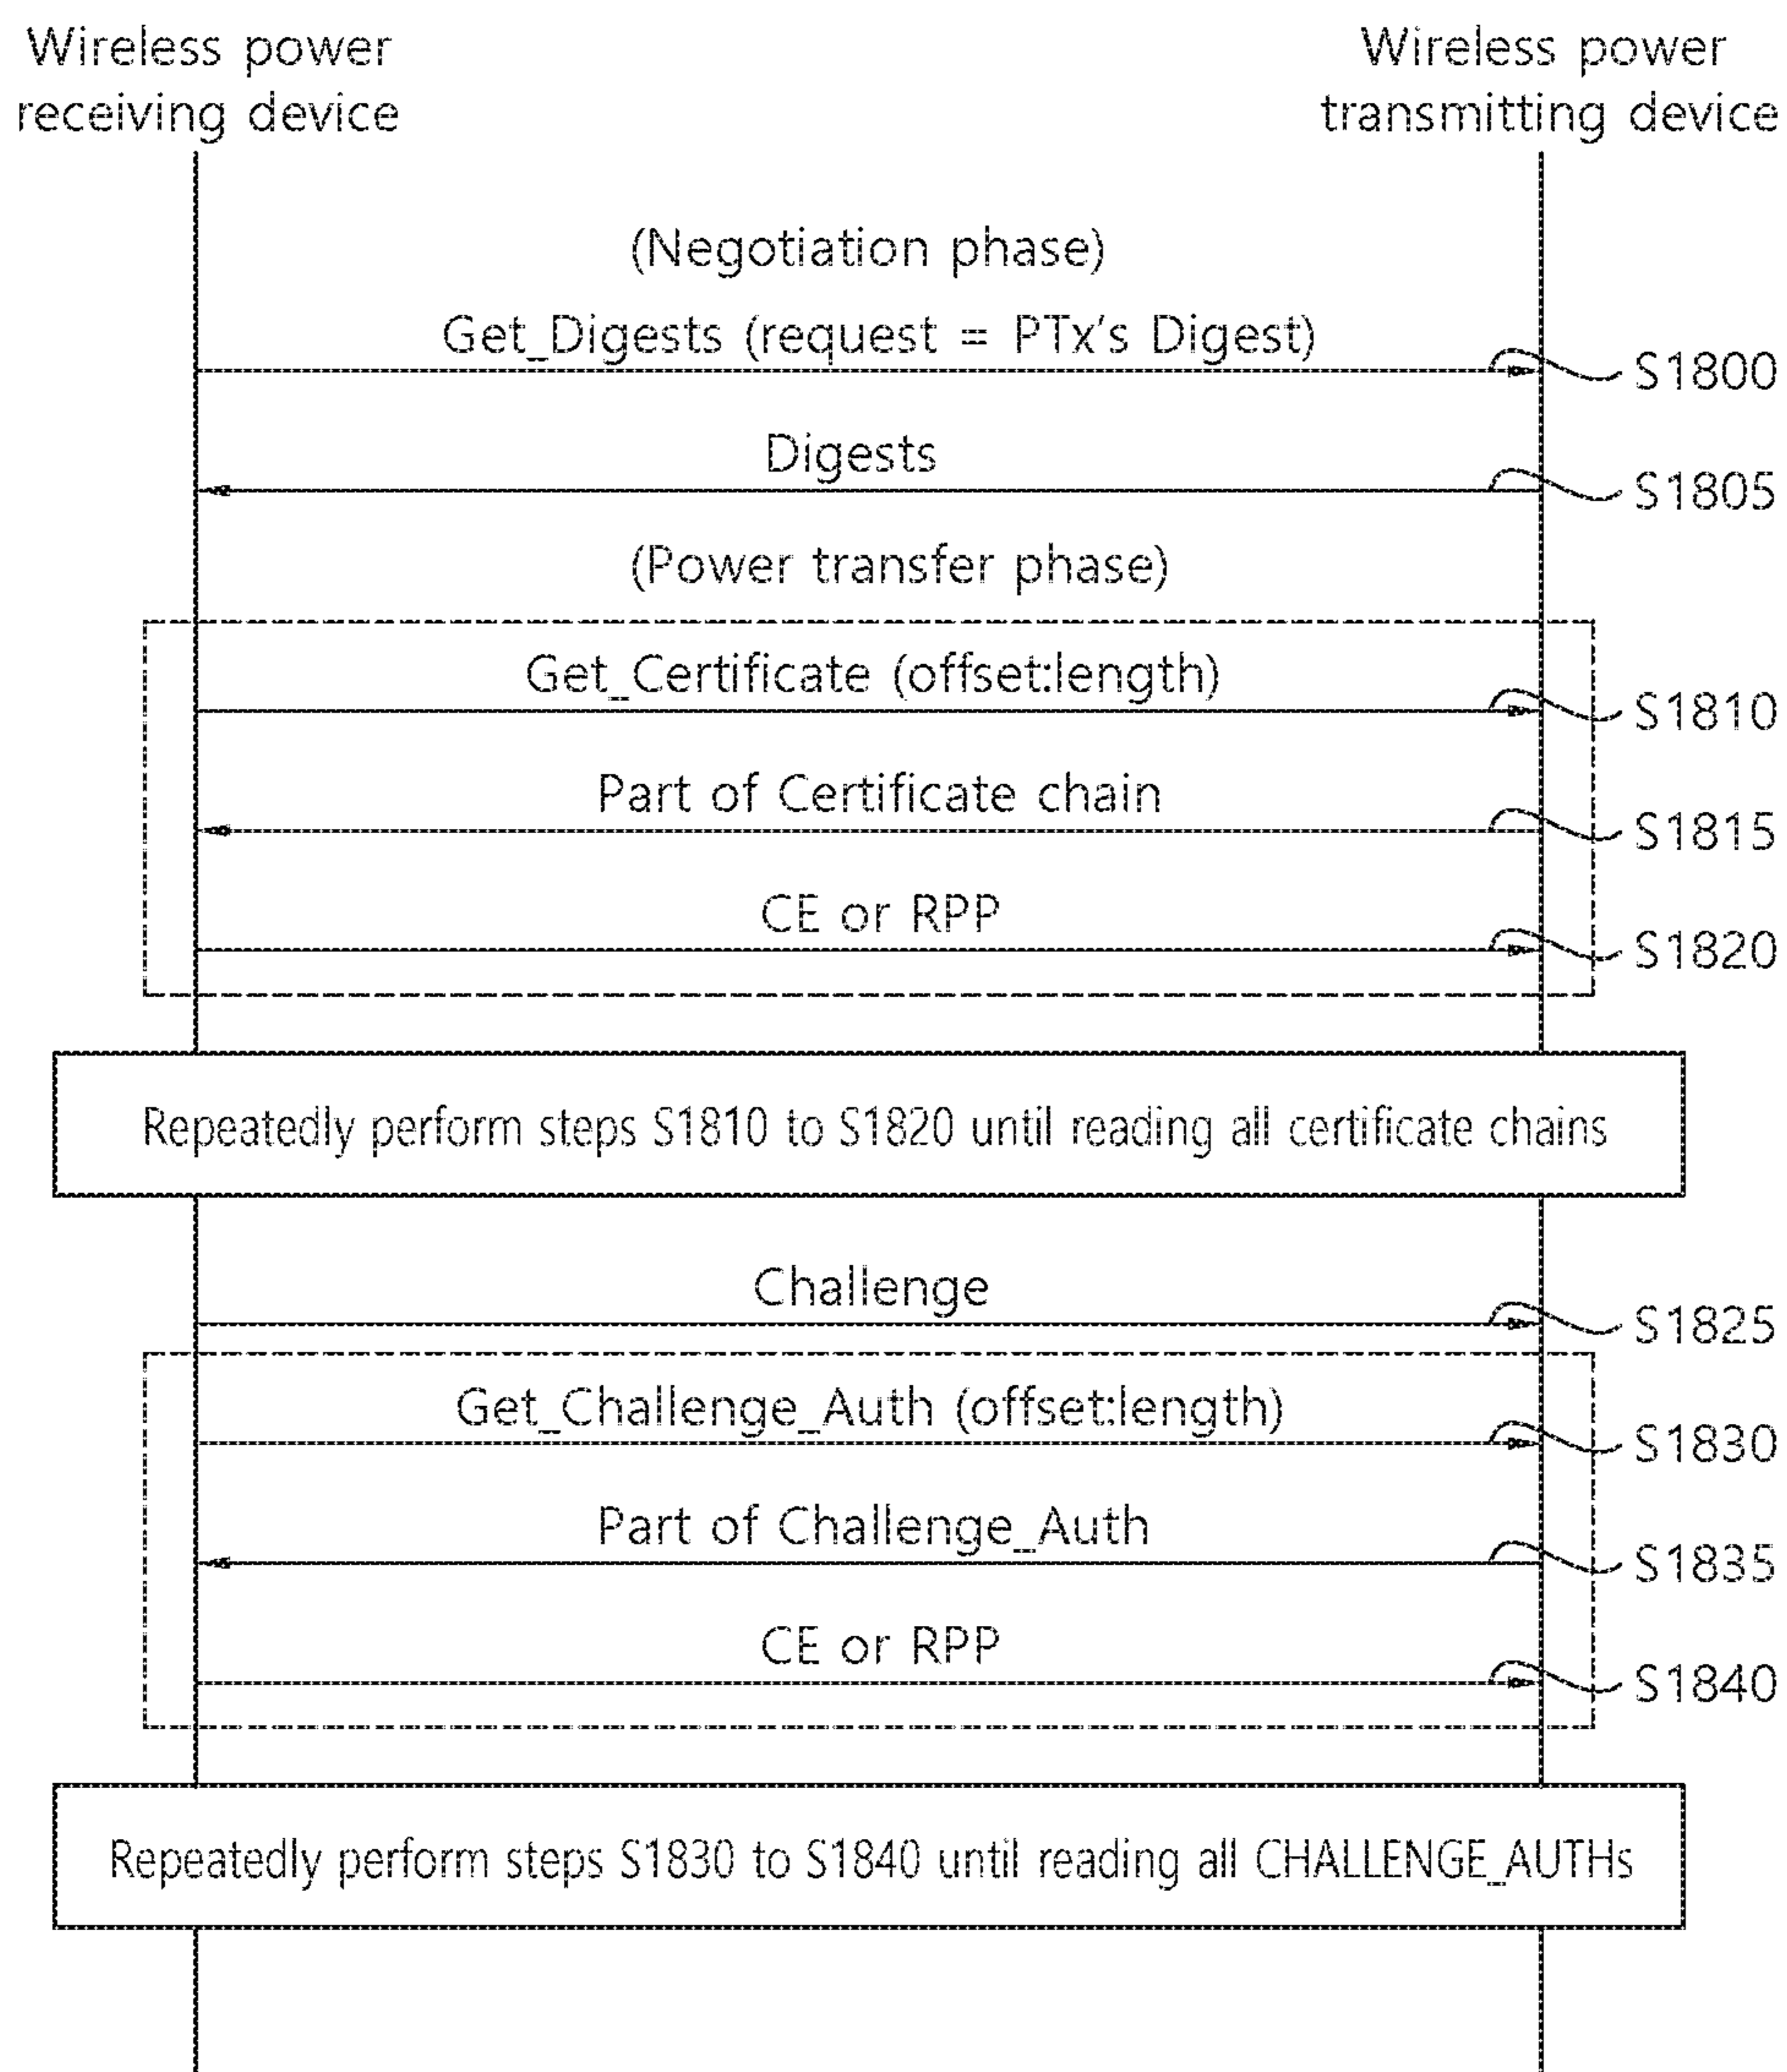 Wireless power
receiving device
Wireless power
transmitting device
(Negotiation phase)
Get_Digests (request = PTx's Digest)
S1800
Digests
S1805
(Power transfer phase)
Get_Certificate (offset:length)
S1810
Part of Certificate chain
S1815
CE or RPP
S1820
Repeatedly perform steps S1810 to S1820 until reading all certificate chains
Challenge
S1825
Get_Challenge_Auth (offset:length)
S1830
Part of Challenge_Auth
S1835
CE or RPP
S1840
Repeatedly perform steps S1830 to S1840 until reading all CHALLENGE_AUTHs